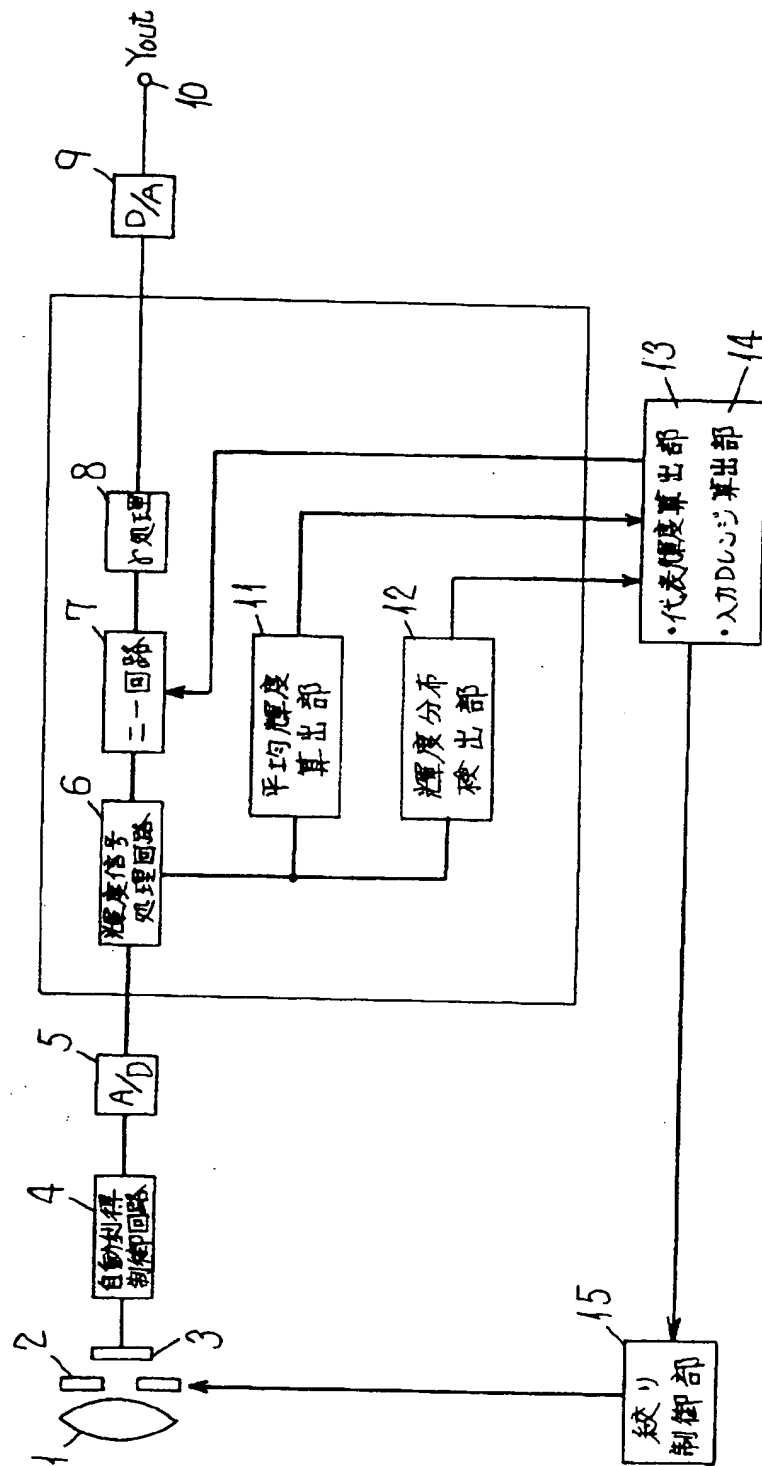 1
2
3
4
自動利得
制御回路
5
A/D
6
輝度信号
処理回路
7
ニー回路
8
γ処理
9
D/A
10
Yout
11
平均輝度
算出部
12
輝度分布
検出部
13
・代表輝度算出部
14
・入力Dレンジ算出部
15
絞り
制御部